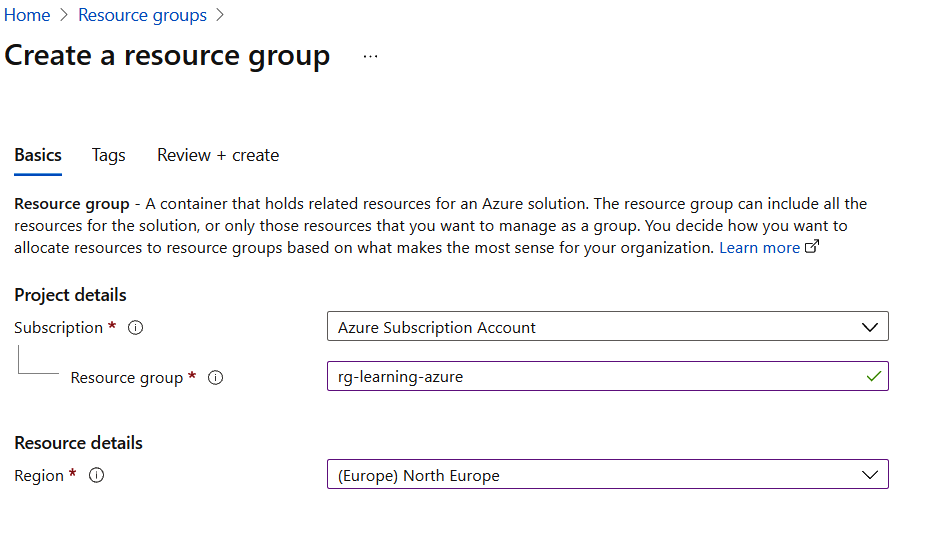 Home > Resource groups >
Create a resource group ...
Basics Tags Review + create
Resource group - A container that holds related resources for an Azure solution. The resource group can include all the
resources for the solution, or only those resources that you want to manage as a group. You decide how you want to
allocate resources to resource groups based on what makes the most sense for your organization. Learn more
Project details
Subscription * Azure Subscription Account
Resource group * rg-learning-azure
Resource details
Region * (Europe) North Europe